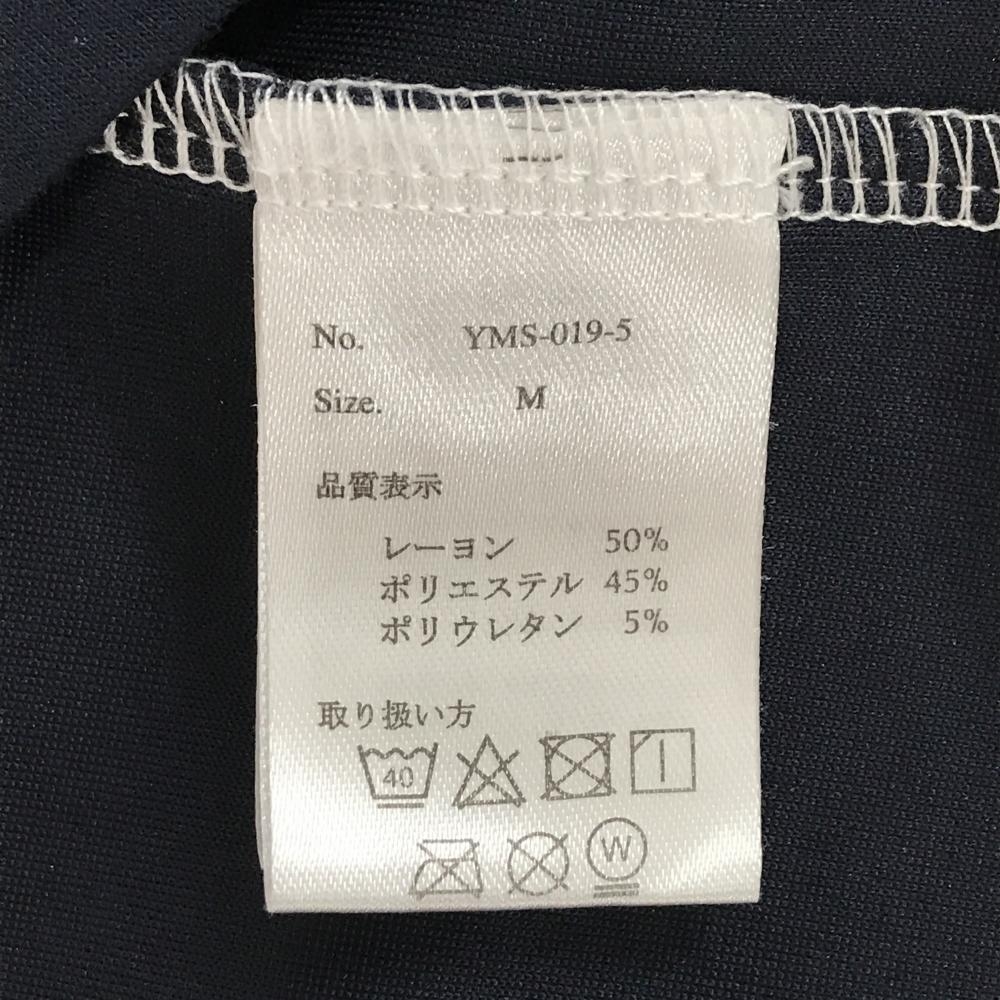 No. YMS-019-5
Size. M
品質表示
レーヨン 50%
ポリエステル 45%
ポリウレタン 5%
取り扱い方
40
W